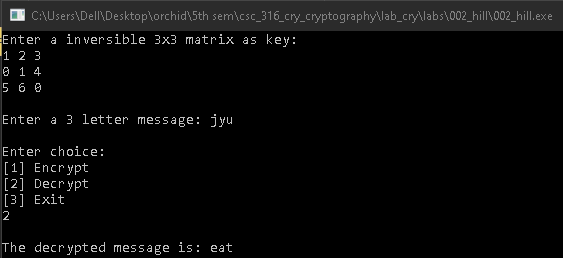 C:\Users\Dell\Desktop\orchid\5th sem\csc_316_cry_cryptography\lab_cry\labs\002_hill\002_hill.exe
Enter a inversible 3x3 matrix as key:
1 2 3
0 1 4
5 6 0
Enter a 3 letter message: jyu
Enter choice:
[1] Encrypt
[2] Decrypt
[3] Exit
2
The decrypted message is: eat